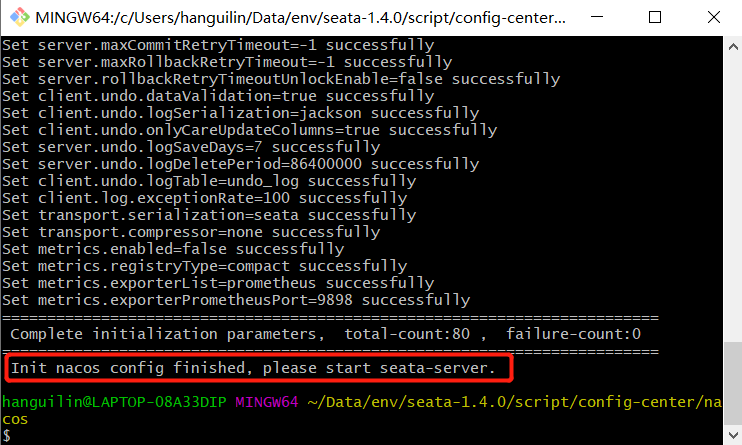 MINGW64:/c/Users/hanguilin/Data/env/seata-1.4.0/script/config-center/...
Set server.maxCommitRetryTimeout=-1 successfully
Set server.maxRollbackRetryTimeout=-1 successfully
Set server.rollbackRetryTimeoutUnlockEnable=false successfully
Set client.undo.dataValidation=true successfully
Set client.undo.logSerialization=jackson successfully
Set client.undo.onlyCareUpdateColumns=true successfully
Set server.undo.logSaveDays=7 successfully
Set server.undo.logDeletePeriod=86400000 successfully
Set client.undo.logTable=undo_log successfully
Set client.log.exceptionRate=100 successfully
Set transport.serialization=seata successfully
Set transport.compressor=none successfully
Set metrics.enabled=false successfully
Set metrics.registryType=compact successfully
Set metrics.exporterList=prometheus successfully
Set metrics.exporterPrometheusPort=9898 successfully
=========================================================================
Complete initialization parameters,  total-count:80 ,  failure-count:0
=========================================================================
Init nacos config finished, please start seata-server.
hanguilin@LAPTOP-08A33DIP MINGW64 ~/Data/env/seata-1.4.0/script/config-center/na
cos
$